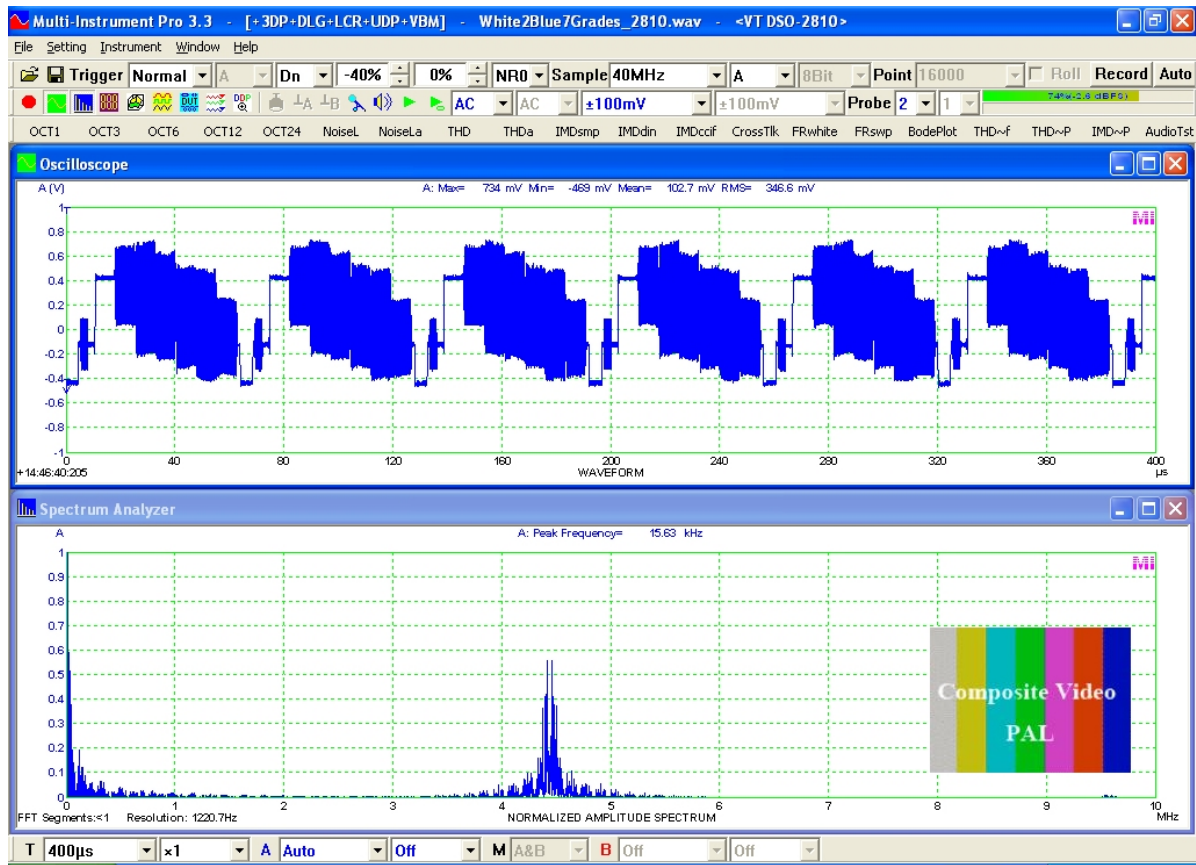 Multi-Instrument Pro 3.3 - [+3DP+DLG+LCR+UDP+VBM] - White2Blue7Grades_2810.wav - <VT DSO-2810>
File Setting Instrument Window Help
Trigger Normal A Dn -40% 0% NR0 Sample 40MHz A 8Bit Point 16000 Roll Record Auto
DUT DDP A B AC AC ±100mV ±100mV Probe 2 1 74%(-2.6 dBFS)
OCT1 OCT3 OCT6 OCT12 OCT24 NoiseL NoiseLa THD THDa IMDsmp IMDdin IMDccif CrossTlk FRwhite FRswp BodePlot THD~f THD~P IMD~P AudioTst
Oscilloscope
A (V) A: Max= 734 mV Min= -469 mV Mean= 102.7 mV RMS= 346.6 mV
1
MI
0.8
0.6
0.4
0.2
0
-0.2
-0.4
-0.6
-0.8
-1
0 40 80 120 160 200 240 280 320 360 400
+14:46:40:205 WAVEFORM µs
Spectrum Analyzer
A A: Peak Frequency= 15.63 kHz
1
MI
0.9
0.8
0.7
0.6
0.5
0.4
0.3
0.2
0.1
0
Composite Video
PAL
0 1 2 3 4 5 6 7 8 9 10
FFT Segments:<1 Resolution: 1220.7Hz NORMALIZED AMPLITUDE SPECTRUM MHz
T 400µs ×1 A Auto Off M A&B B Off Off